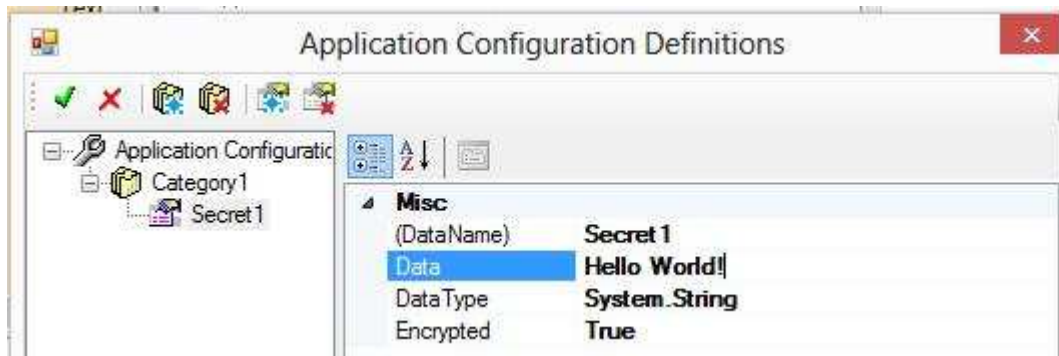 Application Configuration Definitions
Application Configuratic
Category1
Secret1
Misc
(DataName) Secret1
Data Hello World!
DataType System.String
Encrypted True